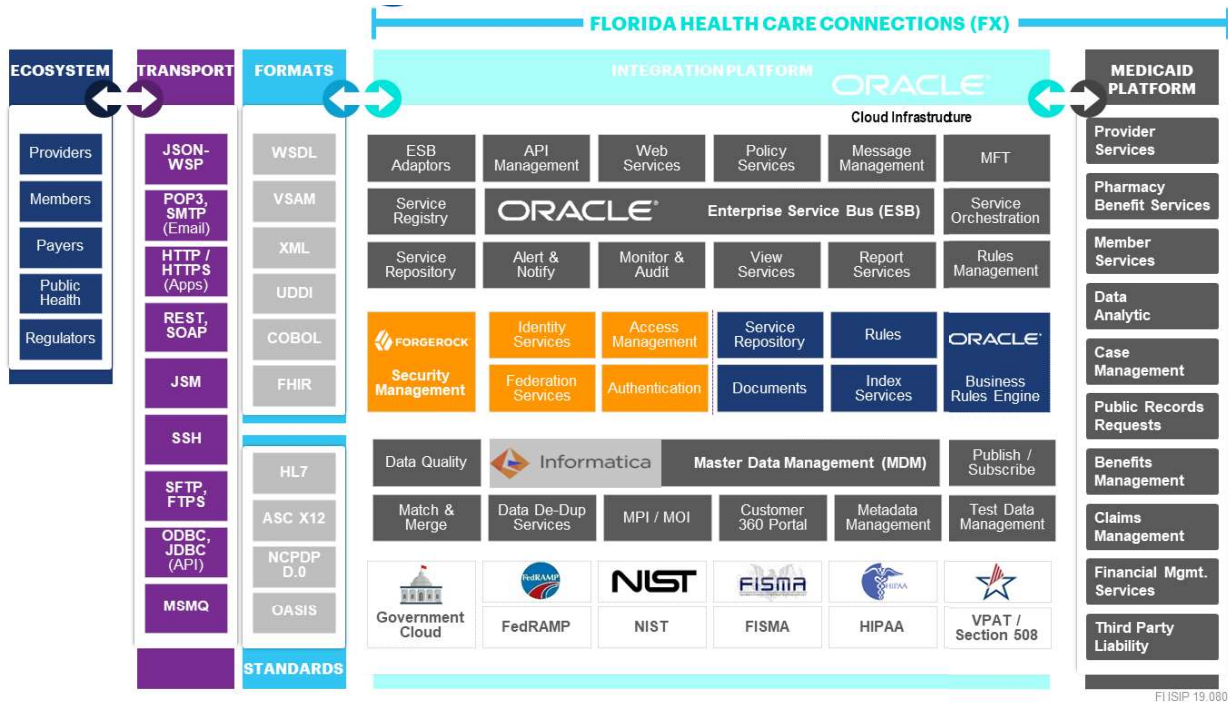 FLORIDA HEALTH CARE CONNECTIONS (FX)
ECOSYSTEM
Providers
Members
Payers
Public
Health
Regulators
TRANSPORT
JSON-
WSP
POP3,
SMTP
(Email)
HTTP /
HTTPS
(Apps)
REST,
SOAP
JSM
SSH
SFTP,
FTPS
ODBC,
JDBC
(API)
MSMQ
FORMATS
WSDL
VSAM
XML
UDDI
COBOL
FHIR
HL7
ASC X12
NCPDP
D.0
OASIS
STANDARDS
INTEGRATION PLATFORM
ORACLE
Cloud Infrastructure
ESB
Adaptors
API
Management
Web
Services
Policy
Services
Message
Management
MFT
Service
Registry
ORACLE Enterprise Service Bus (ESB)
Service
Orchestration
Service
Repository
Alert &
Notify
Monitor &
Audit
View
Services
Report
Services
Rules
Management
FORGEROCK
Security
Management
Identity
Services
Access
Management
Federation
Services
Authentication
Service
Repository
Rules
Documents
Index
Services
ORACLE
Business
Rules Engine
Data Quality
Informatica Master Data Management (MDM)
Publish /
Subscribe
Match &
Merge
Data De-Dup
Services
MPI / MOI
Customer
360 Portal
Metadata
Management
Test Data
Management
Government
Cloud
FedRAMP
FedRAMP
NIST
NIST
FISMA
FISMA
HIPAA
HIPAA
VPAT /
Section 508
MEDICAID
PLATFORM
Provider
Services
Pharmacy
Benefit Services
Member
Services
Data
Analytic
Case
Management
Public Records
Requests
Benefits
Management
Claims
Management
Financial Mgmt.
Services
Third Party
Liability